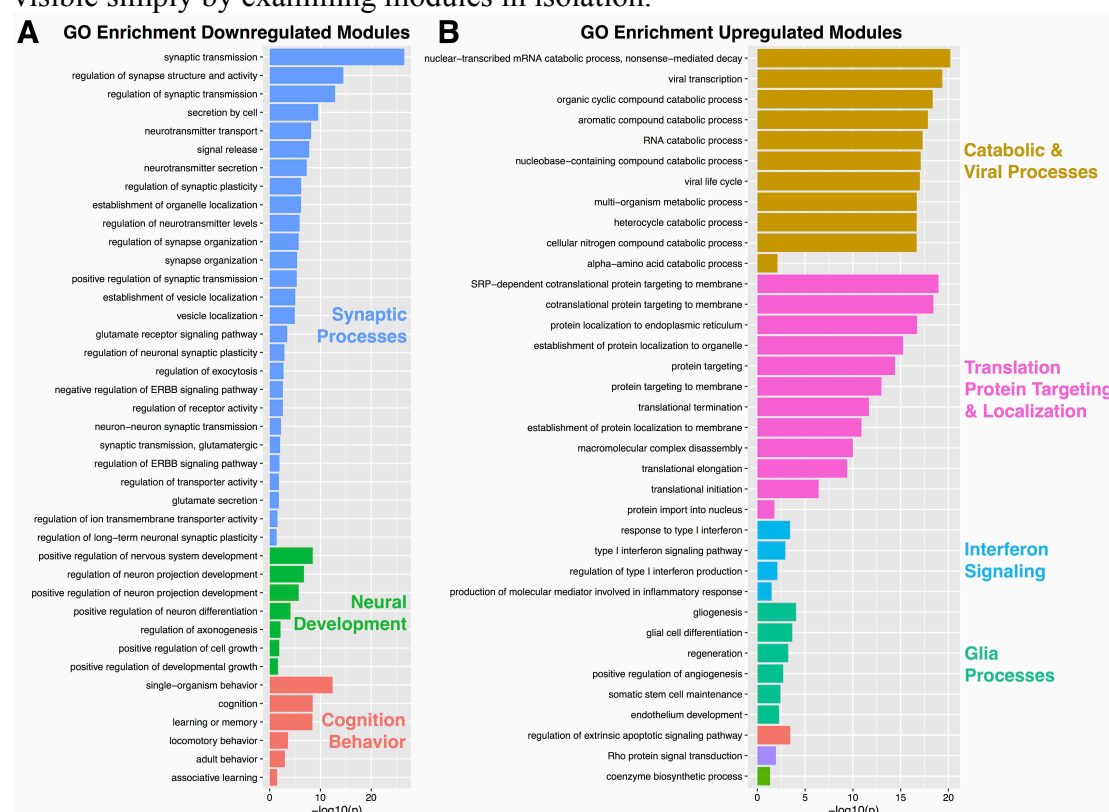 visible simply by examining modules in isolation.
A GO Enrichment Downregulated Modules
synaptic transmission
regulation of synapse structure and activity
regulation of synaptic transmission
secretion by cell
neurotransmitter transport
signal release
neurotransmitter secretion
regulation of synaptic plasticity
establishment of organelle localization
regulation of neurotransmitter levels
regulation of synapse organization
synapse organization
positive regulation of synaptic transmission
establishment of vesicle localization
vesicle localization
glutamate receptor signaling pathway
regulation of neuronal synaptic plasticity
regulation of exocytosis
negative regulation of ERBB signaling pathway
regulation of receptor activity
neuron−neuron synaptic transmission
synaptic transmission, glutamatergic
regulation of ERBB signaling pathway
regulation of transporter activity
glutamate secretion
regulation of ion transmembrane transporter activity
regulation of long−term neuronal synaptic plasticity
positive regulation of nervous system development
regulation of neuron projection development
positive regulation of neuron projection development
positive regulation of neuron differentiation
regulation of axonogenesis
positive regulation of cell growth
positive regulation of developmental growth
single−organism behavior
cognition
learning or memory
locomotory behavior
adult behavior
associative learning
Synaptic
Processes
Neural
Development
Cognition
Behavior
0 10 20
−log10(p)
B GO Enrichment Upregulated Modules
nuclear−transcribed mRNA catabolic process, nonsense−mediated decay
viral transcription
organic cyclic compound catabolic process
aromatic compound catabolic process
RNA catabolic process
nucleobase−containing compound catabolic process
viral life cycle
multi−organism metabolic process
heterocycle catabolic process
cellular nitrogen compound catabolic process
alpha−amino acid catabolic process
SRP−dependent cotranslational protein targeting to membrane
cotranslational protein targeting to membrane
protein localization to endoplasmic reticulum
establishment of protein localization to organelle
protein targeting
protein targeting to membrane
translational termination
establishment of protein localization to membrane
macromolecular complex disassembly
translational elongation
translational initiation
protein import into nucleus
response to type I interferon
type I interferon signaling pathway
regulation of type I interferon production
production of molecular mediator involved in inflammatory response
gliogenesis
glial cell differentiation
regeneration
positive regulation of angiogenesis
somatic stem cell maintenance
endothelium development
regulation of extrinsic apoptotic signaling pathway
Rho protein signal transduction
coenzyme biosynthetic process
Catabolic &
Viral Processes
Translation
Protein Targeting
& Localization
Interferon
Signaling
Glia
Processes
0 5 10 15 20
−log10(p)